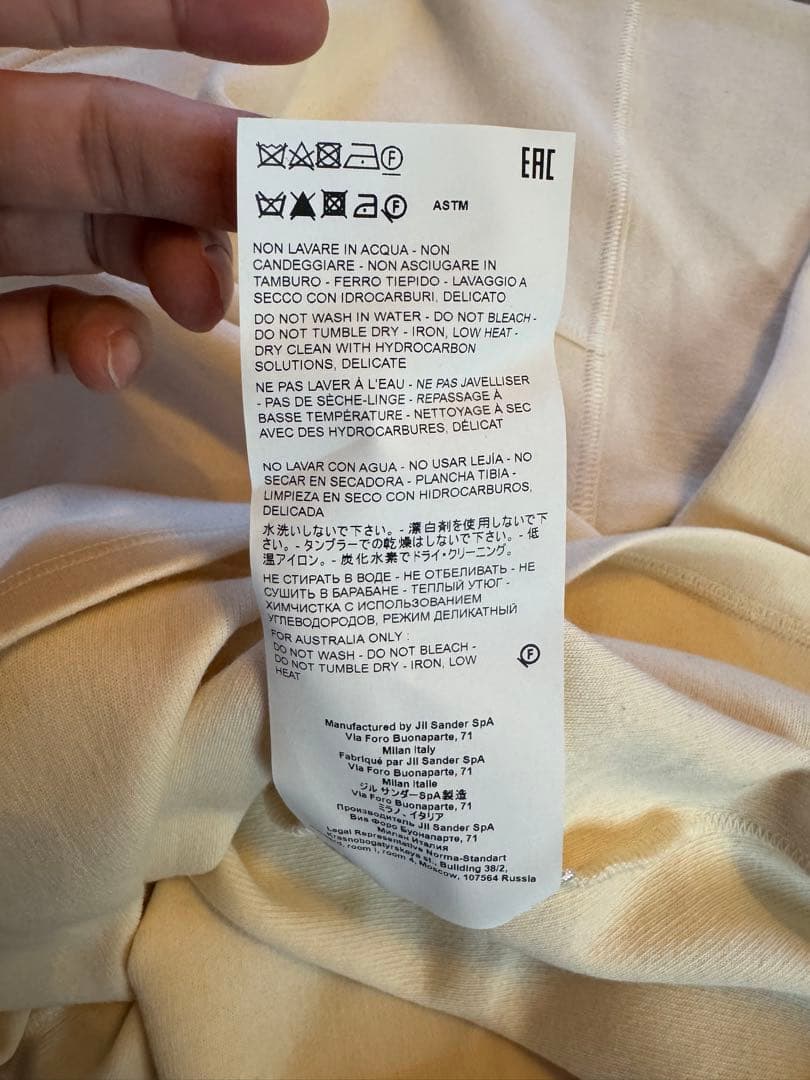 F
EAC
F
ASTM
NON LAVARE IN ACQUA - NON
CANDEGGIARE - NON ASCIUGARE IN
TAMBURO - FERRO TIEPIDO - LAVAGGIO A
SECCO CON IDROCARBURI, DELICATO
DO NOT WASH IN WATER - DO NOT BLEACH -
DO NOT TUMBLE DRY - IRON, LOW HEAT -
DRY CLEAN WITH HYDROCARBON
SOLUTIONS, DELICATE
NE PAS LAVER À L'EAU - NE PAS JAVELLISER
- PAS DE SÈCHE-LINGE - REPASSAGE À
BASSE TEMPÉRATURE - NETTOYAGE À SEC
AVEC DES HYDROCARBURES, DÉLICAT
NO LAVAR CON AGUA - NO USAR LEJÍA - NO
SECAR EN SECADORA - PLANCHA TIBIA -
LIMPIEZA EN SECO CON HIDROCARBUROS,
DELICADA
水洗いしないで下さい。- 漂白剤を使用しないで下
さい。- タンブラーでの乾燥はしないで下さい。- 低
温アイロン。- 炭化水素でドライ・クリーニング。
НЕ СТИРАТЬ В ВОДЕ - НЕ ОТБЕЛИВАТЬ - НЕ
СУШИТЬ В БАРАБАНЕ - ТЕПЛЫЙ УТЮГ -
ХИМЧИСТКА С ИСПОЛЬЗОВАНИЕМ
УГЛЕВОДОРОДОВ, РЕЖИМ ДЕЛИКАТНЫЙ
FOR AUSTRALIA ONLY :
DO NOT WASH - DO NOT BLEACH -
DO NOT TUMBLE DRY - IRON, LOW
HEAT
F
Manufactured by Jil Sander SpA
Via Foro Buonaparte, 71
Milan Italy
Fabriqué par Jil Sander SpA
Via Foro Buonaparte, 71
Milan Italie
ジル サンダーSpA製造
Via Foro Buonaparte, 71
ミラノ、イタリア
Производитель Jil Sander SpA
Виа Форо Буонапарте, 71
Милан Италия
Legal Representative Norma-Standart
Krasnobogatyrskaya st., Building 38/2,
room 1, room 4, Moscow, 107564 Russia